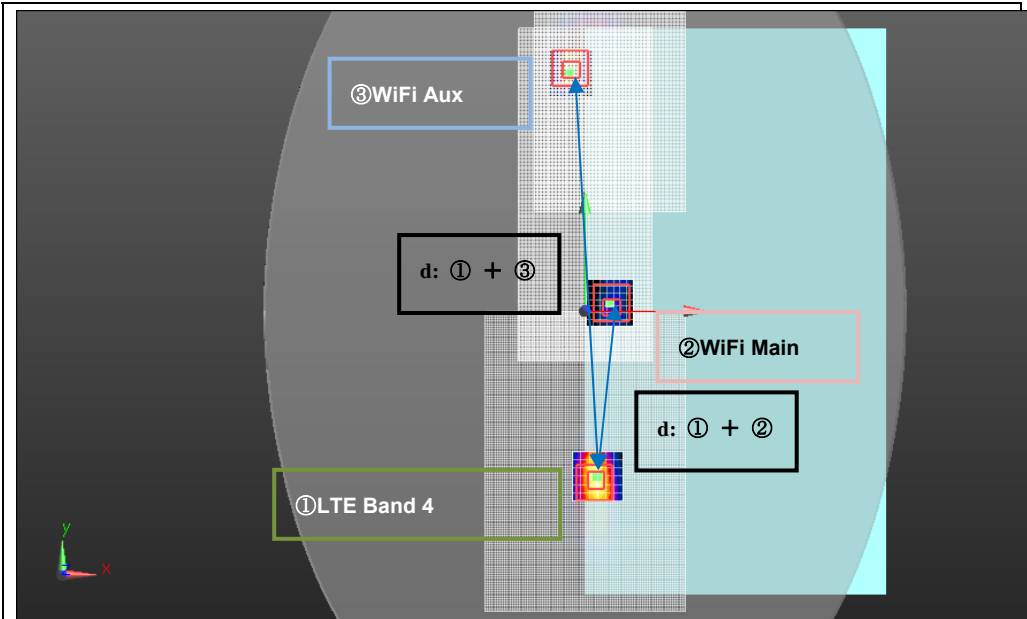 ③WiFi Aux
d: ① + ③
②WiFi Main
d: ① + ②
①LTE Band 4
y
x